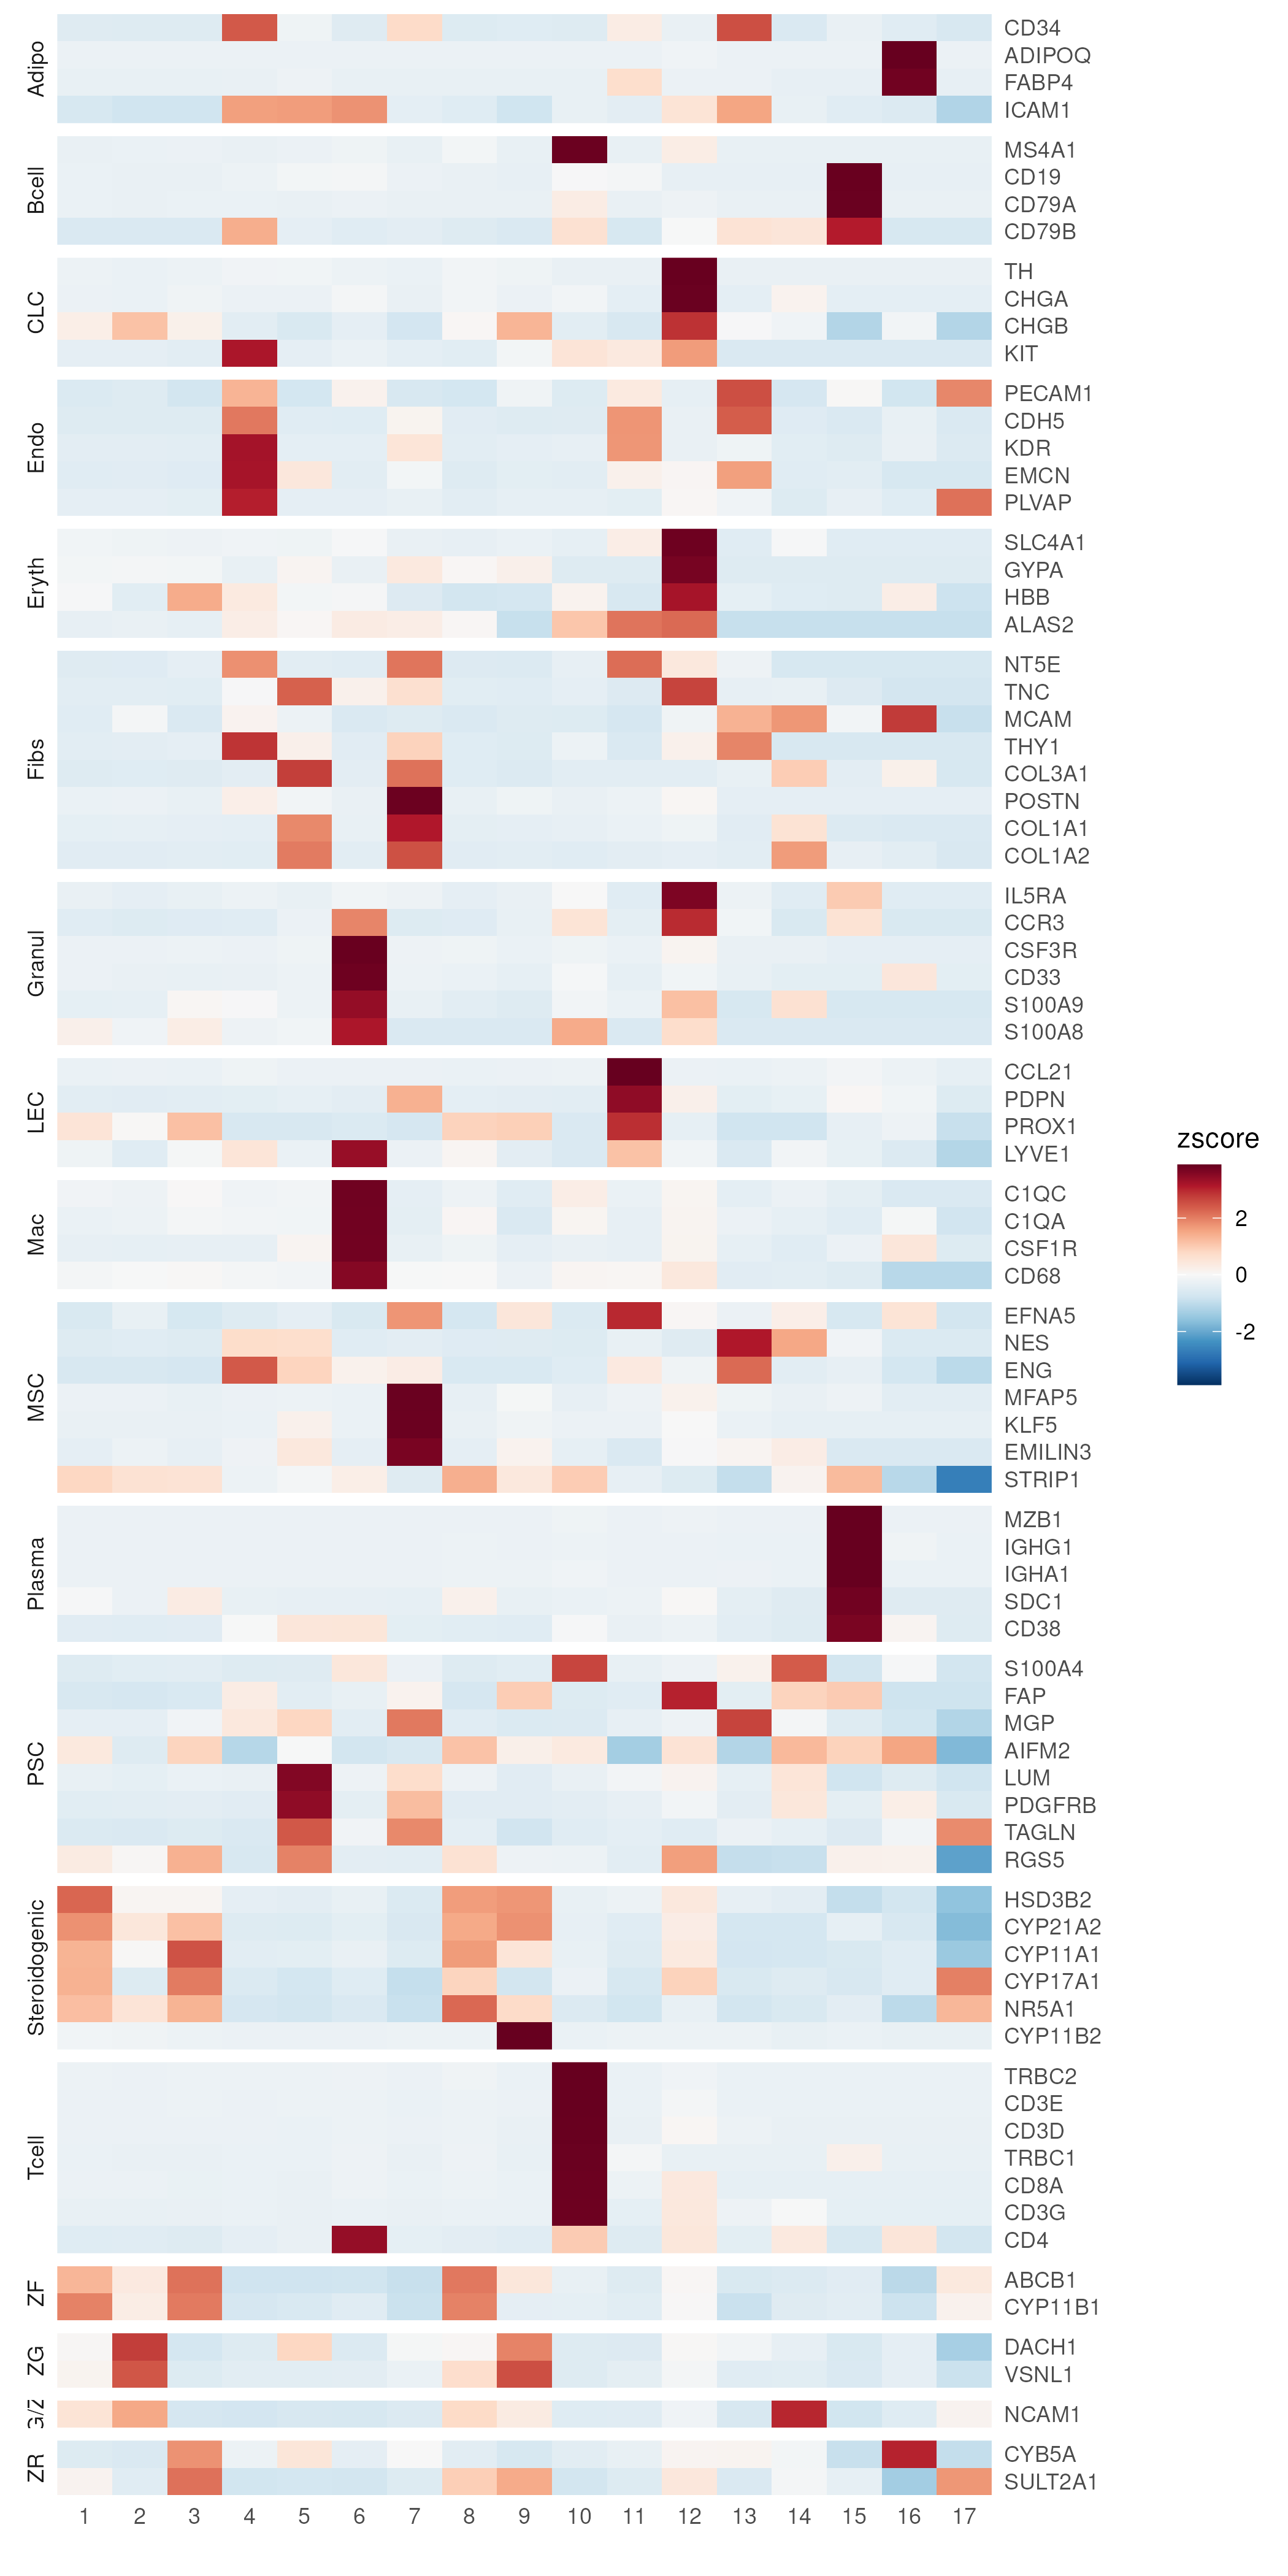 Adipo
CD34
ADIPOQ
FABP4
ICAM1
Bcell
MS4A1
CD19
CD79A
CD79B
CLC
TH
CHGA
CHGB
KIT
Endo
PECAM1
CDH5
KDR
EMCN
PLVAP
Eryth
SLC4A1
GYPA
HBB
ALAS2
Fibs
NT5E
TNC
MCAM
THY1
COL3A1
POSTN
COL1A1
COL1A2
Granul
IL5RA
CCR3
CSF3R
CD33
S100A9
S100A8
LEC
CCL21
PDPN
PROX1
LYVE1
Mac
C1QC
C1QA
CSF1R
CD68
MSC
EFNA5
NES
ENG
MFAP5
KLF5
EMILIN3
STRIP1
Plasma
MZB1
IGHG1
IGHA1
SDC1
CD38
PSC
S100A4
FAP
MGP
AIFM2
LUM
PDGFRB
TAGLN
RGS5
Steroidogenic
HSD3B2
CYP21A2
CYP11A1
CYP17A1
NR5A1
CYP11B2
Tcell
TRBC2
CD3E
CD3D
TRBC1
CD8A
CD3G
CD4
ZF
ABCB1
CYP11B1
ZG
DACH1
VSNL1
G/Z
NCAM1
ZR
CYB5A
SULT2A1
1 2 3 4 5 6 7 8 9 10 11 12 13 14 15 16 17
zscore
2
0
-2